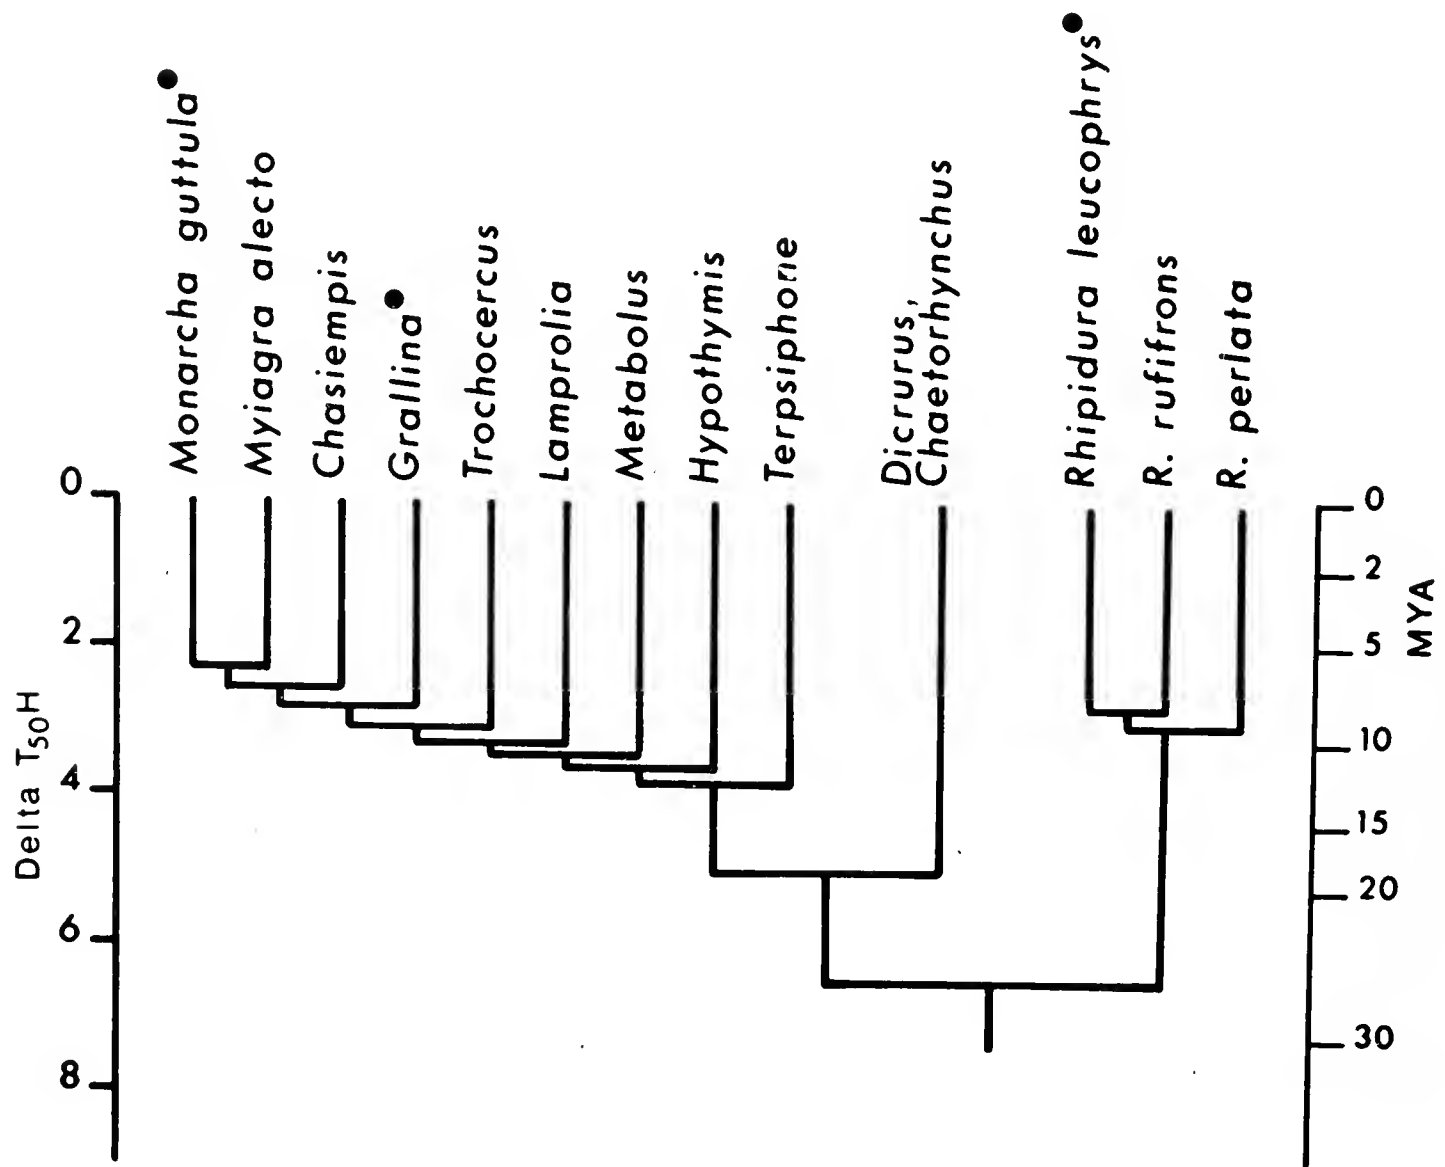 Monarcha guttula
Myiagra alecto
Chasiempis
Grallina
Trochocercus
Lamprolia
Metabolus
Hypothymis
Terpsiphone
Dicrurus,
Chaetorhynchus
Rhipidura leucophrys
R. rufifrons
R. perlata
0
2
4
6
8
Delta T50H
0
2
5
10
15
20
30
MYA